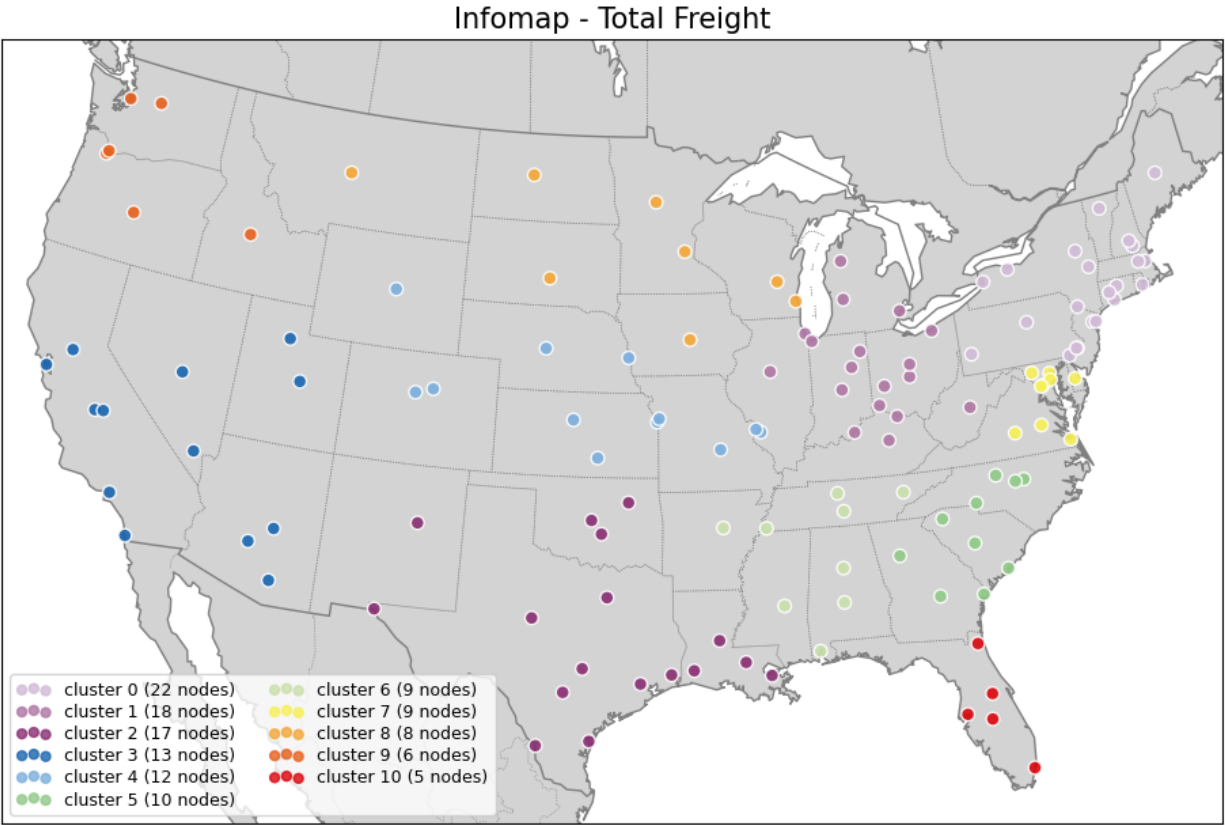 Infomap - Total Freight
cluster 0 (22 nodes)
cluster 1 (18 nodes)
cluster 2 (17 nodes)
cluster 3 (13 nodes)
cluster 4 (12 nodes)
cluster 5 (10 nodes)
cluster 6 (9 nodes)
cluster 7 (9 nodes)
cluster 8 (8 nodes)
cluster 9 (6 nodes)
cluster 10 (5 nodes)